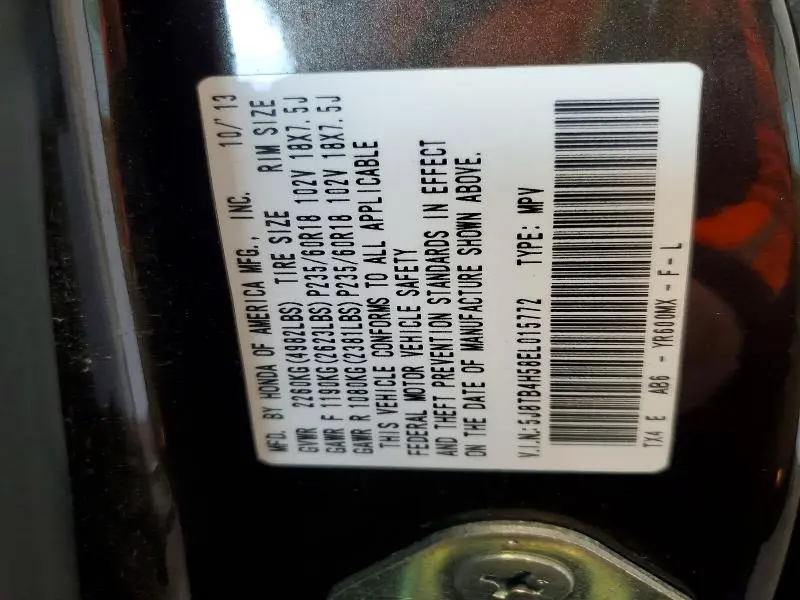 MFD. BY HONDA OF AMERICA MFG., INC. 10/'13
GVWR 2260KG(4982LBS) TIRE SIZE RIM SIZE
GAWR F 1190KG(2623LBS)P235/60R18 102V 18X7.5J
GAWR R 1080KG(2381LBS)P235/60R18 102V 18X7.5J
THIS VEHICLE CONFORMS TO ALL APPLICABLE
FEDERAL MOTOR VEHICLE SAFETY
AND THEFT PREVENTION STANDARDS IN EFFECT
ON THE DATE OF MANUFACTURE SHOWN ABOVE.
V.I.N:5J8TB4H58EL015772 TYPE: MPV
TX4 E AB6 - YR600MX - F - L